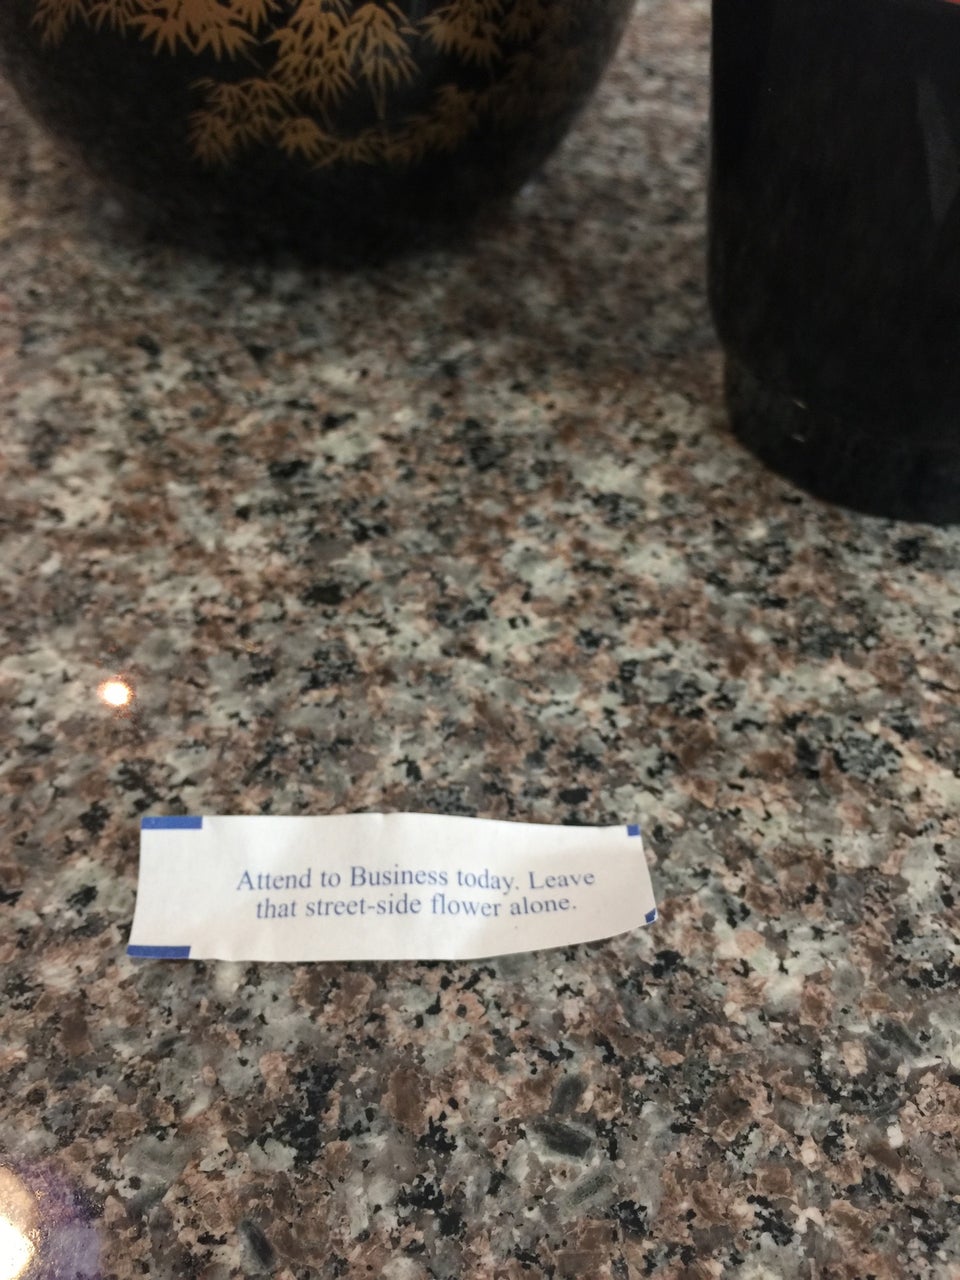 Attend to Business today. Leave
that street-side flower alone.